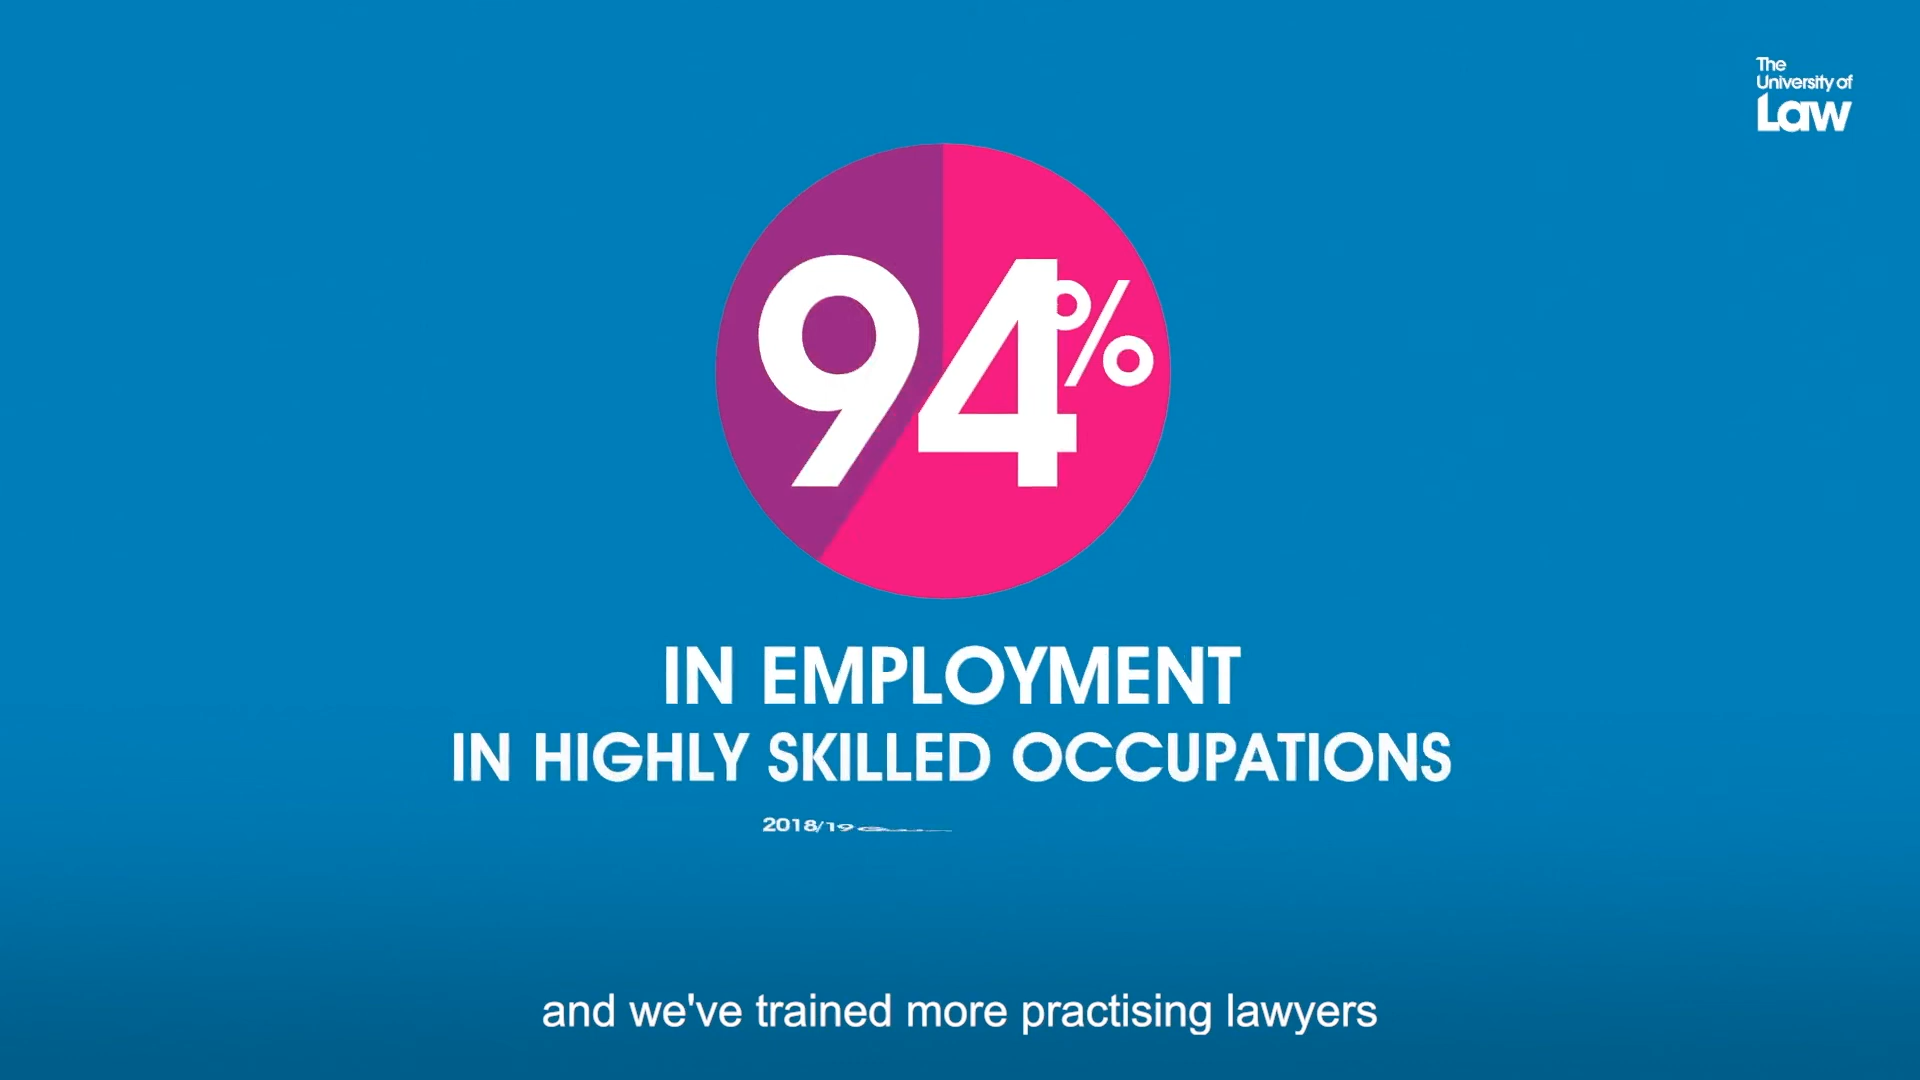 The
University of
Law
94%
IN EMPLOYMENT
IN HIGHLY SKILLED OCCUPATIONS
2018/19
and we've trained more practising lawyers